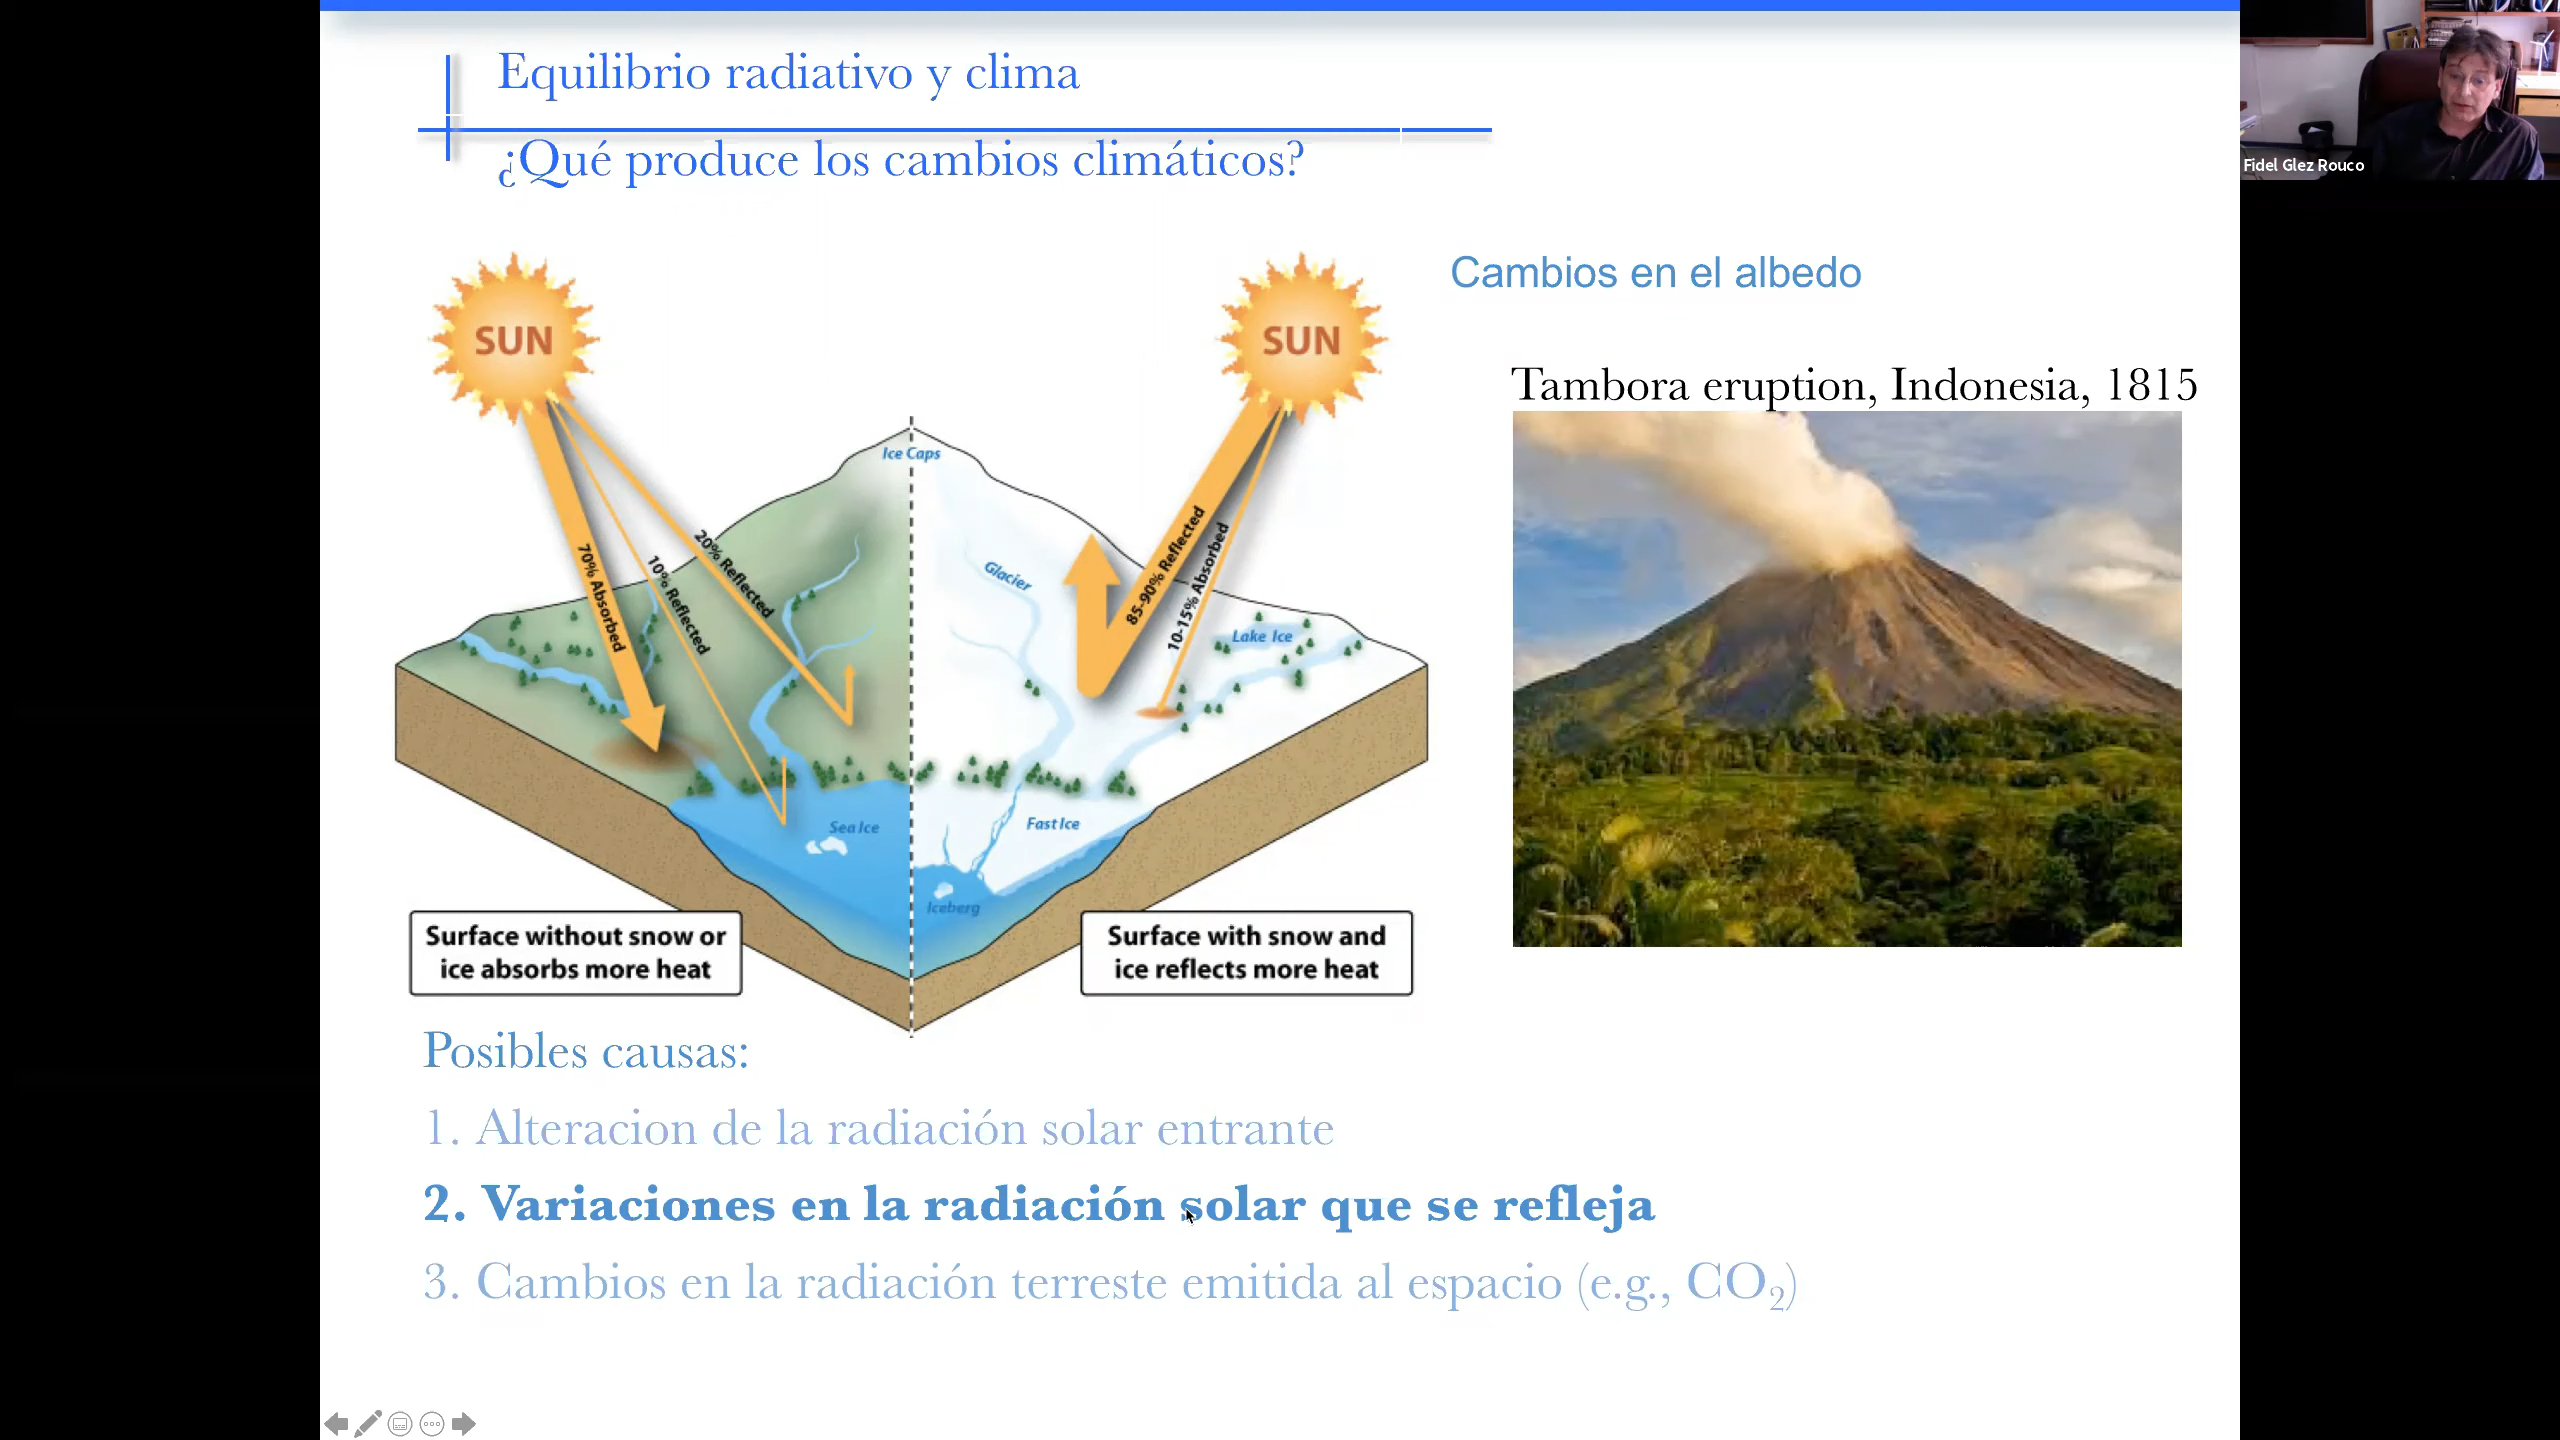 Equilibrio radiativo y clima
¿Qué produce los cambios climáticos?
Fidel Glez Rouco
Cambios en el albedo
Tambora eruption, Indonesia, 1815
SUN
SUN
Ice Caps
70% Absorbed
10% Reflected
20% Reflected
85-90% Reflected
10-15% Absorbed
Glacier
Lake Ice
Sea Ice
Fast Ice
Iceberg
Surface without snow or
ice absorbs more heat
Surface with snow and
ice reflects more heat
Posibles causas:
1. Alteracion de la radiación solar entrante
2. Variaciones en la radiación solar que se refleja
3. Cambios en la radiación terreste emitida al espacio (e.g., CO₂)